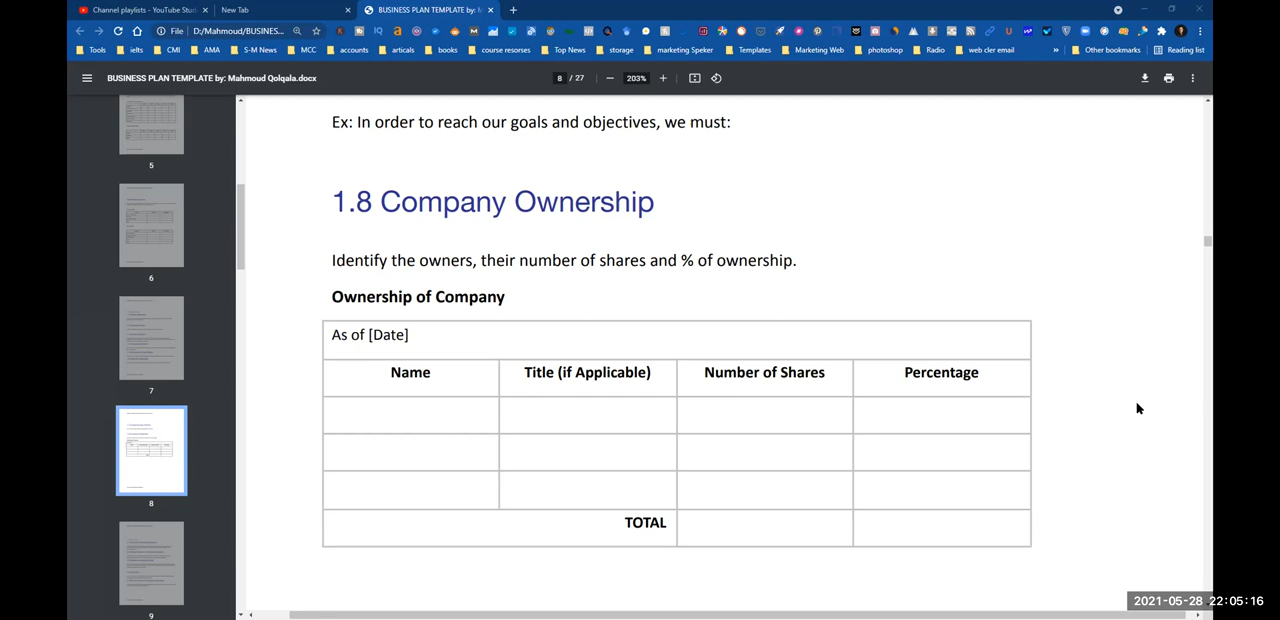 Channel playlists - YouTube Stud
New Tab
BUSINESS PLAN TEMPLATE by: M
File
D:/Mahmoud/BUSINES...
Tools
ielts
CMI
AMA
S-M News
MCC
accounts
articals
books
course resorses
Top News
storage
marketing Speker
Templates
Marketing Web
photoshop
Radio
web cler email
»
Other bookmarks
Reading list
BUSINESS PLAN TEMPLATE by: Mahmoud Qolqala.docx
8 / 27
203%
5
6
7
8
9
Ex: In order to reach our goals and objectives, we must:
1.8 Company Ownership
Identify the owners, their number of shares and % of ownership.
Ownership of Company
As of [Date]
Name Title (if Applicable) Number of Shares Percentage
TOTAL
2021-05-28 22:05:16